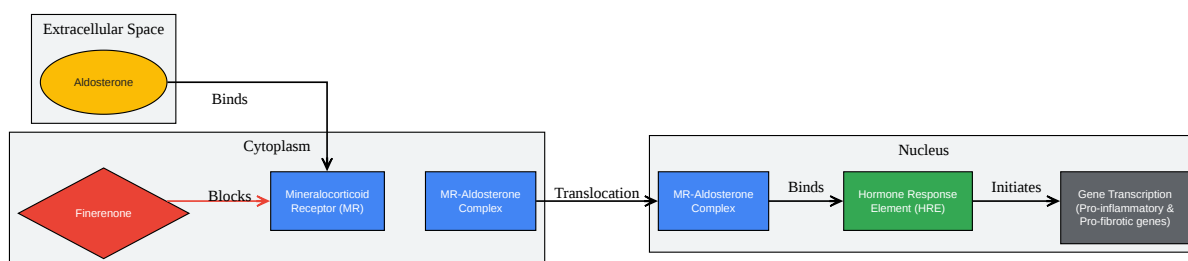 Extracellular Space
Aldosterone
Binds
Cytoplasm
Finerenone
Blocks
Mineralocorticoid
Receptor (MR)
MR-Aldosterone
Complex
Translocation
Nucleus
MR-Aldosterone
Complex
Binds
Hormone Response
Element (HRE)
Initiates
Gene Transcription
(Pro-inflammatory &
Pro-fibrotic genes)